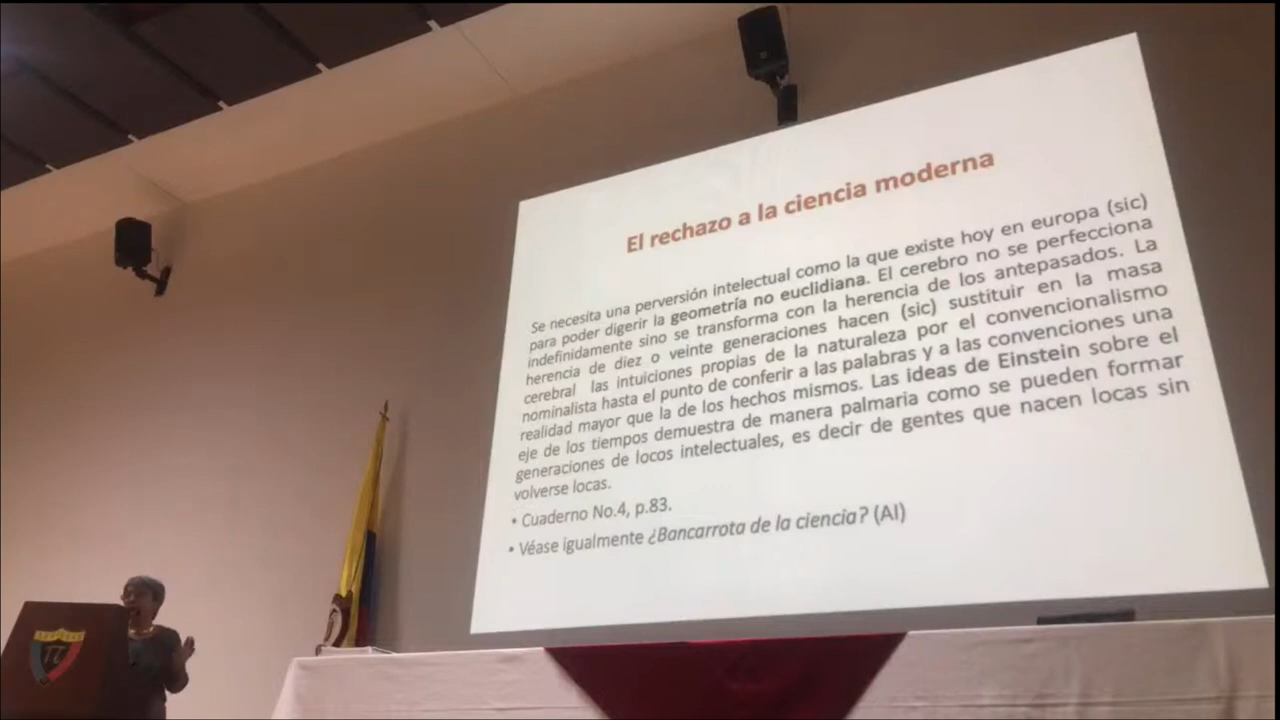 El rechazo a la ciencia moderna
Se necesita una perversión intelectual como la que existe hoy en europa (sic)
para poder digerir la geometría no euclidiana. El cerebro no se perfecciona
indefinidamente sino se transforma con la herencia de los antepasados. La
herencia de diez o veinte generaciones hacen (sic) sustituir en la masa
cerebral las intuiciones propias de la naturaleza por el convencionalismo
nominalista hasta el punto de conferir a las palabras y a las convenciones una
realidad mayor que la de los hechos mismos. Las ideas de Einstein sobre el
eje de los tiempos demuestra de manera palmaria como se pueden formar
generaciones de locos intelectuales, es decir de gentes que nacen locas sin
volverse locas.
• Cuaderno No.4, p.83.
• Véase igualmente ¿Bancarrota de la ciencia? (AI)
π